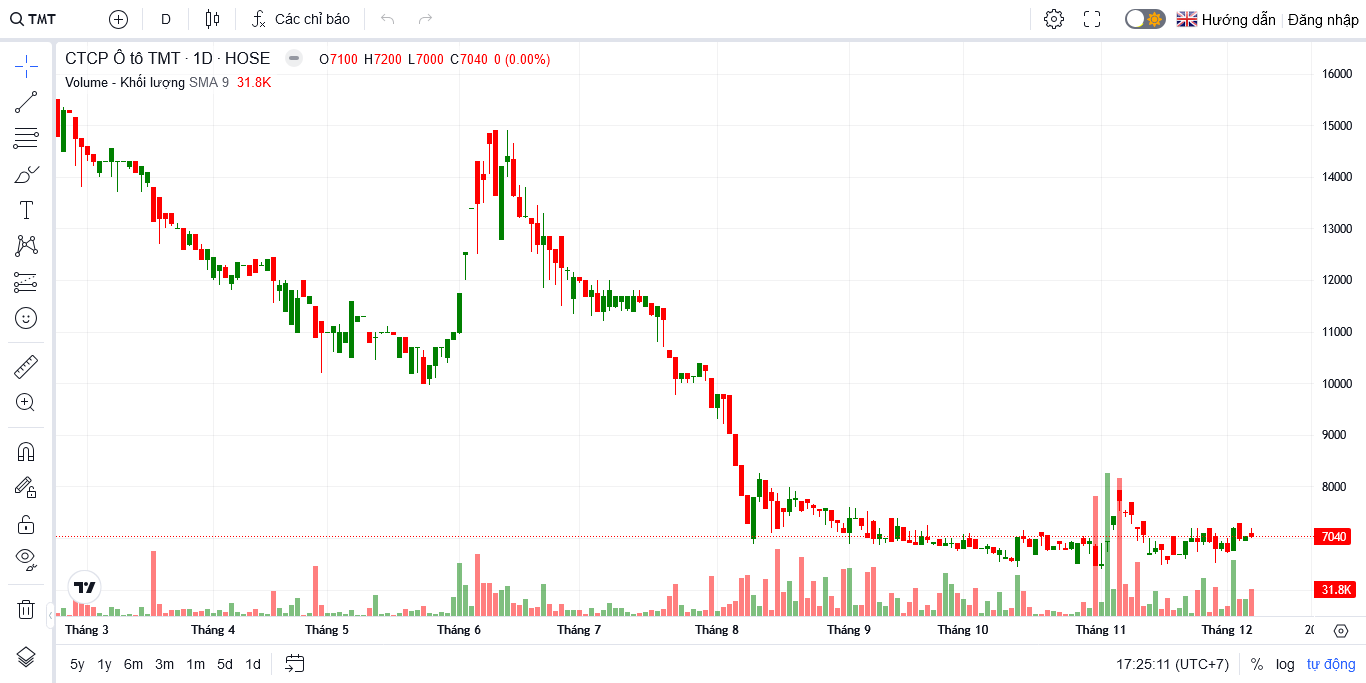 TMT D Các chỉ báo Hướng dẫn Đăng nhập
CTCP Ô tô TMT · 1D · HOSE O7100 H7200 L7000 C7040 0 (0.00%)
Volume - Khối lượng SMA 9 31.8K
16000
15000
14000
13000
12000
11000
10000
9000
8000
7040
31.8K
Tháng 3 Tháng 4 Tháng 5 Tháng 6 Tháng 7 Tháng 8 Tháng 9 Tháng 10 Tháng 11 Tháng 12
5y 1y 6m 3m 1m 5d 1d 17:25:11 (UTC+7) % log tự động